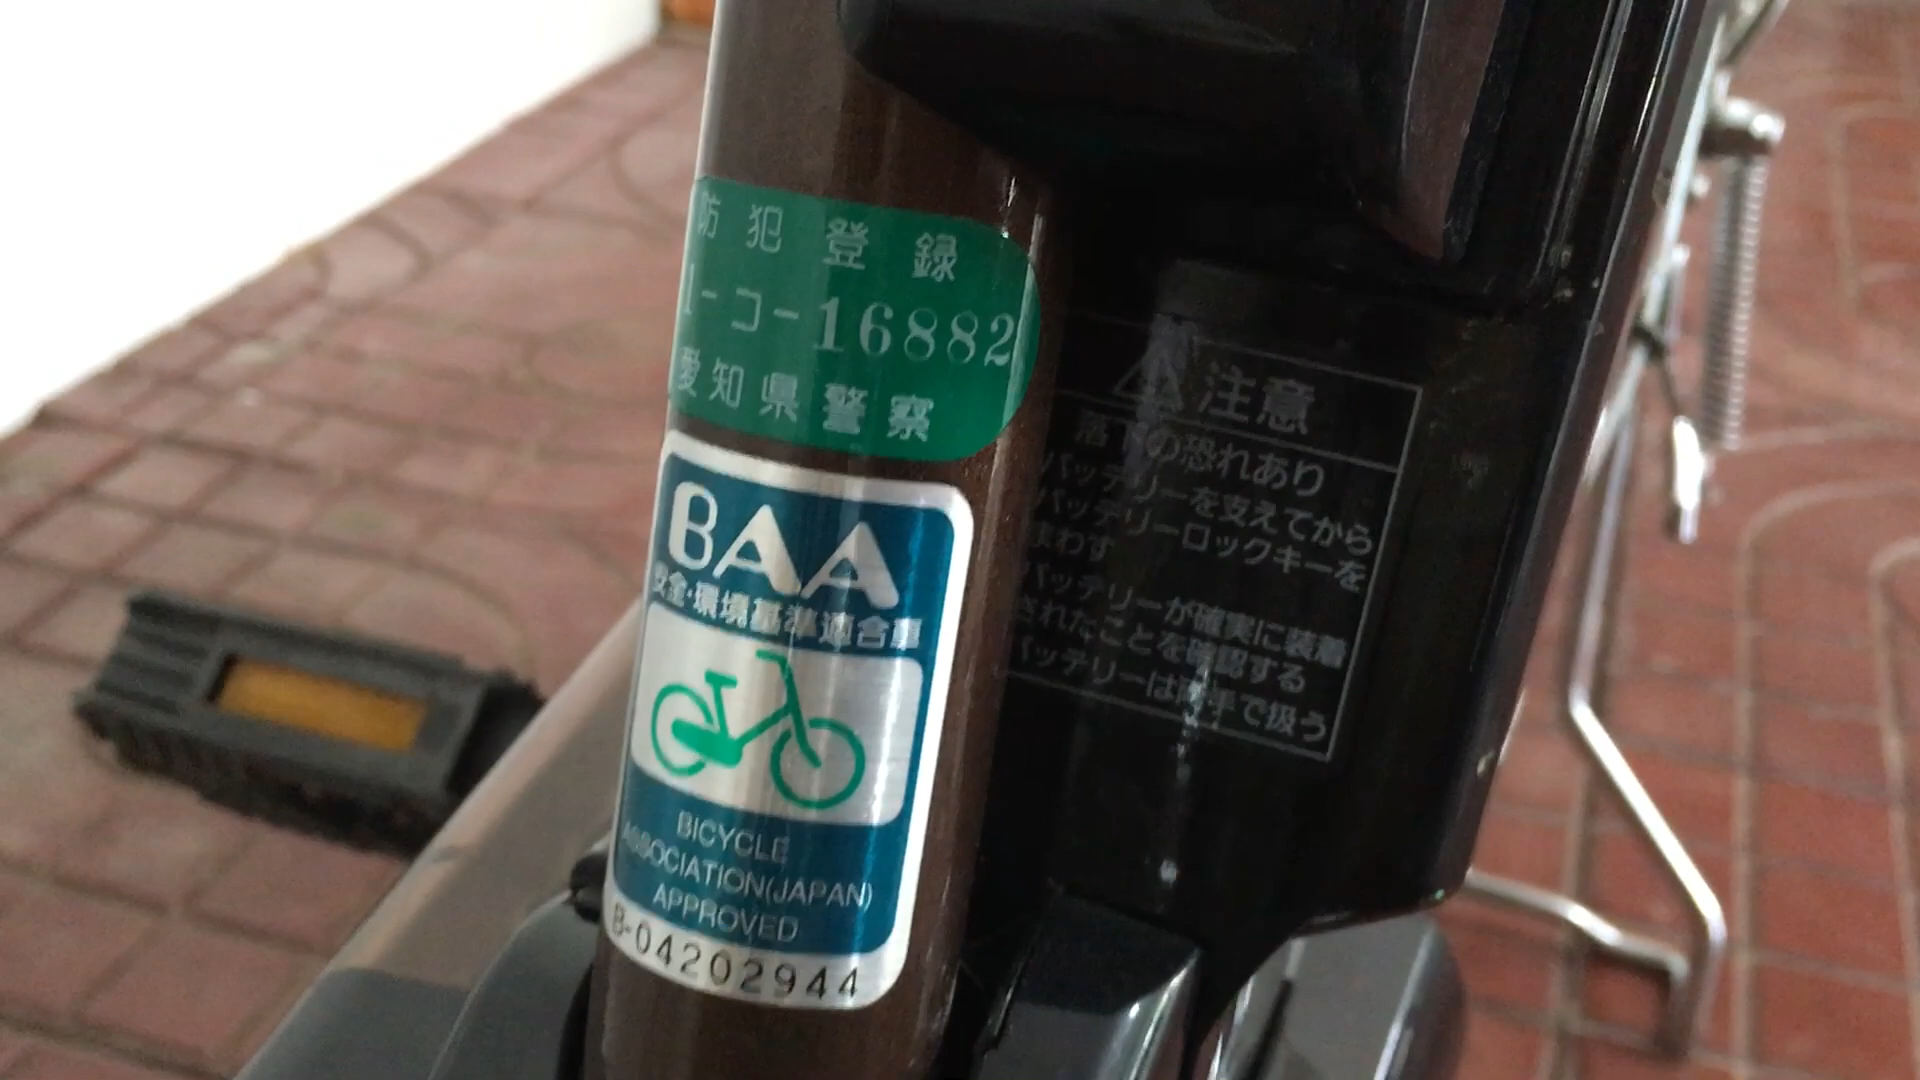 防犯登録
1-コ-16882
愛知県警察
BAA
安全・環境基準適合車
BICYCLE
ASSOCIATION(JAPAN)
APPROVED
B-04202944
注意
落下の恐れあり
バッテリーを支えてから
バッテリーロックキーを
まわす
バッテリーが確実に装着
されたことを確認する
バッテリーは両手で扱う